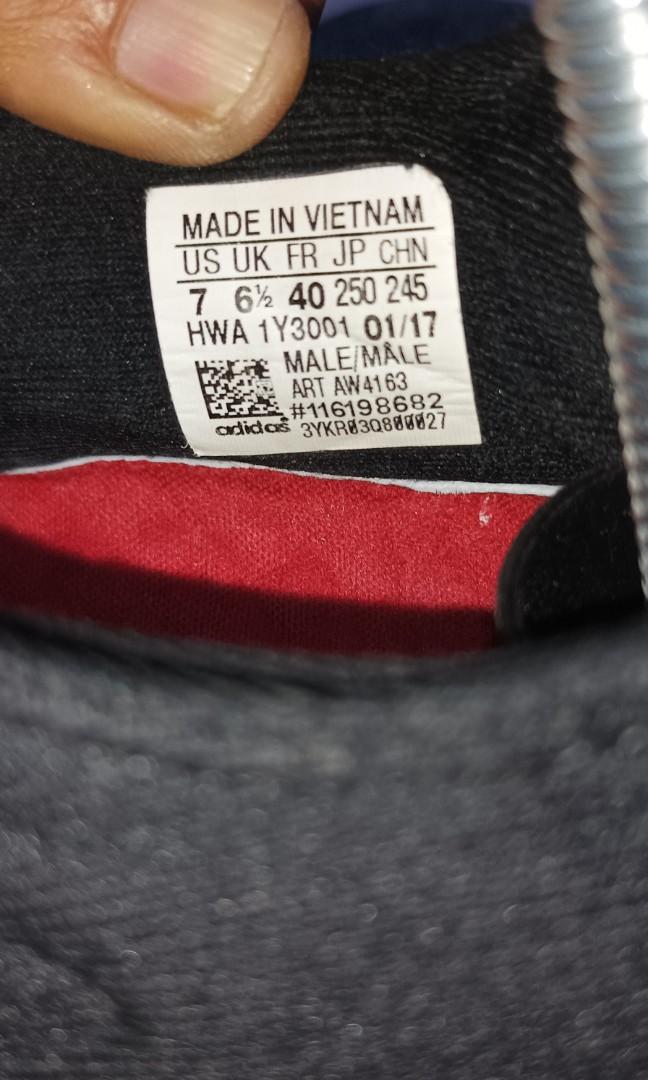 MADE IN VIETNAM
US UK FR JP CHN
7 6½ 40 250 245
HWA 1Y3001 01/17
MALE/MÂLE
ART AW4163
#116198682
adidas 3YKR03Q800027